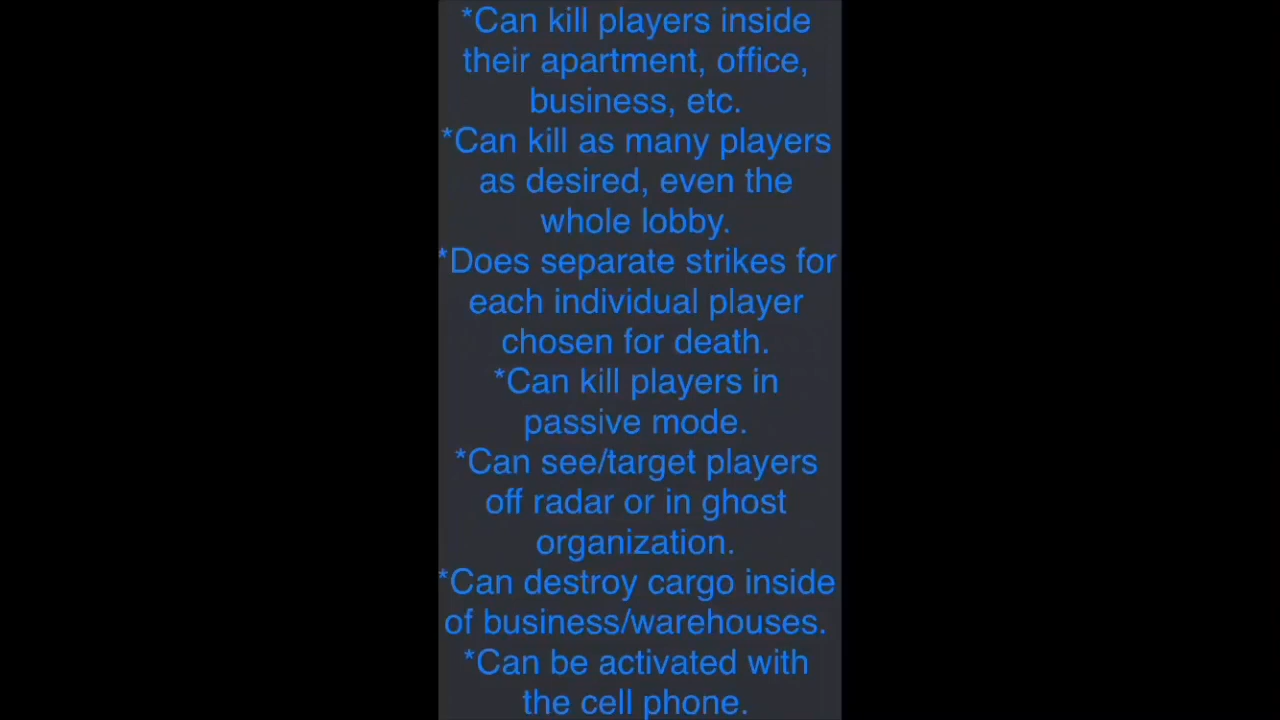 *Can kill players inside
their apartment, office,
business, etc.
*Can kill as many players
as desired, even the
whole lobby.
*Does separate strikes for
each individual player
chosen for death.
*Can kill players in
passive mode.
*Can see/target players
off radar or in ghost
organization.
*Can destroy cargo inside
of business/warehouses.
*Can be activated with
the cell phone.